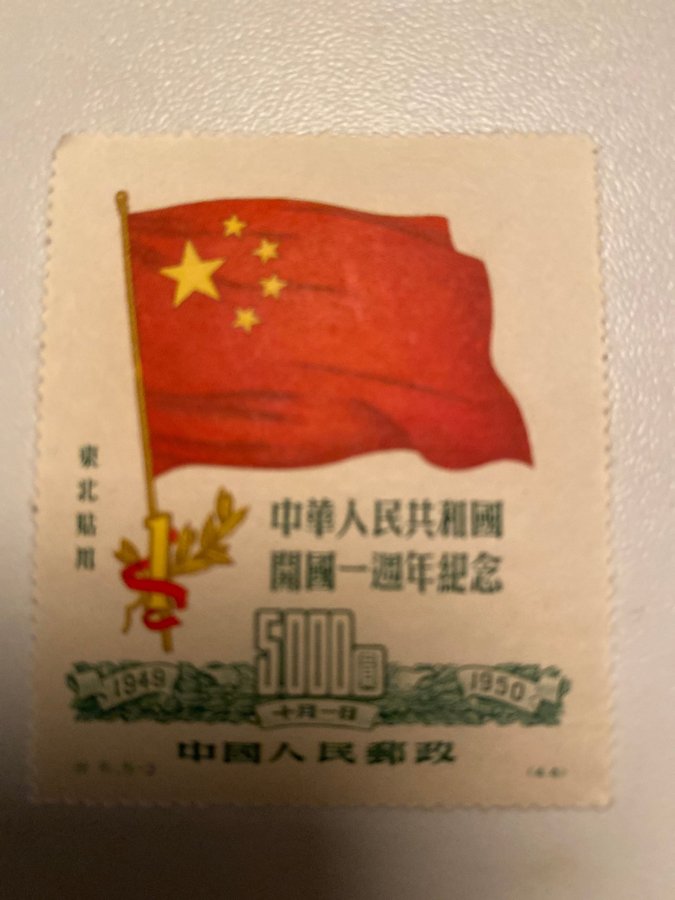 東北貼用
中華人民共和國
開國一週年紀念
5000圓
1949
1950
十月一日
中國人民郵政